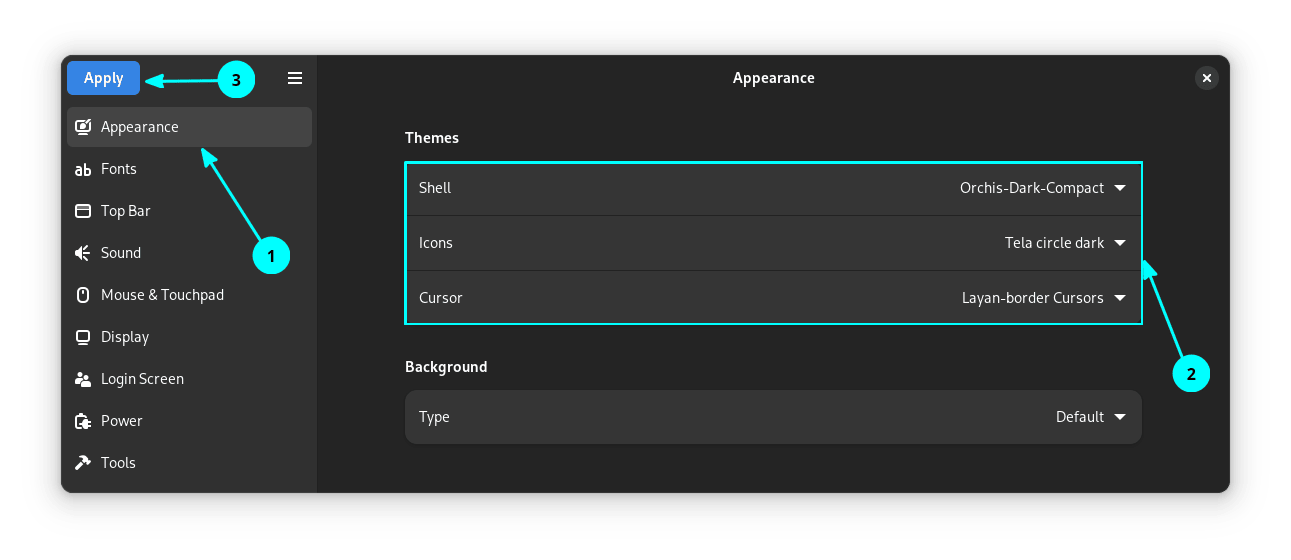 Apply
3
Appearance
Appearance
Fonts
Top Bar
Sound
1
Mouse & Touchpad
Display
Login Screen
Power
Tools
Themes
Shell Orchis-Dark-Compact
Icons Tela circle dark
Cursor Layan-border Cursors
2
Background
Type Default